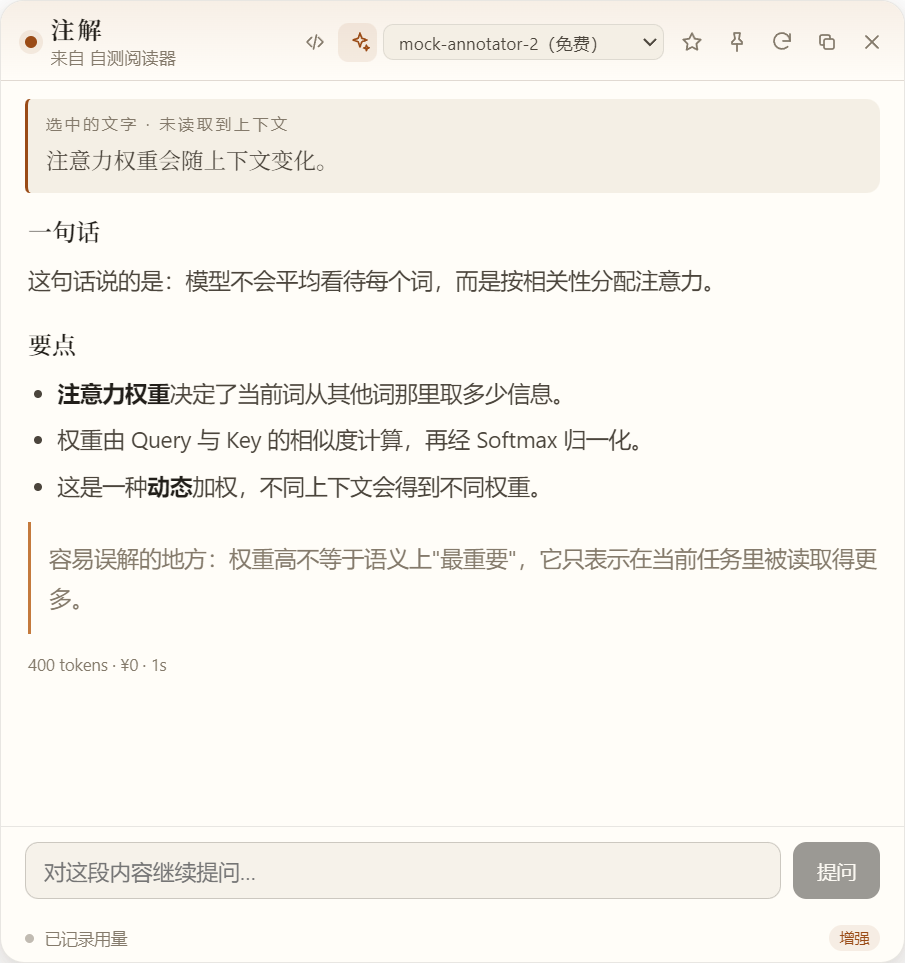 注解
来自 自测阅读器
</>
mock-annotator-2（免费）
选中的文字 · 未读取到上下文
注意力权重会随上下文变化。
一句话
这句话说的是：模型不会平均看待每个词，而是按相关性分配注意力。
要点
注意力权重决定了当前词从其他词那里取多少信息。
权重由 Query 与 Key 的相似度计算，再经 Softmax 归一化。
这是一种动态加权，不同上下文会得到不同权重。
容易误解的地方：权重高不等于语义上"最重要"，它只表示在当前任务里被读取得更
多。
400 tokens · ¥0 · 1s
对这段内容继续提问...
提问
已记录用量
增强